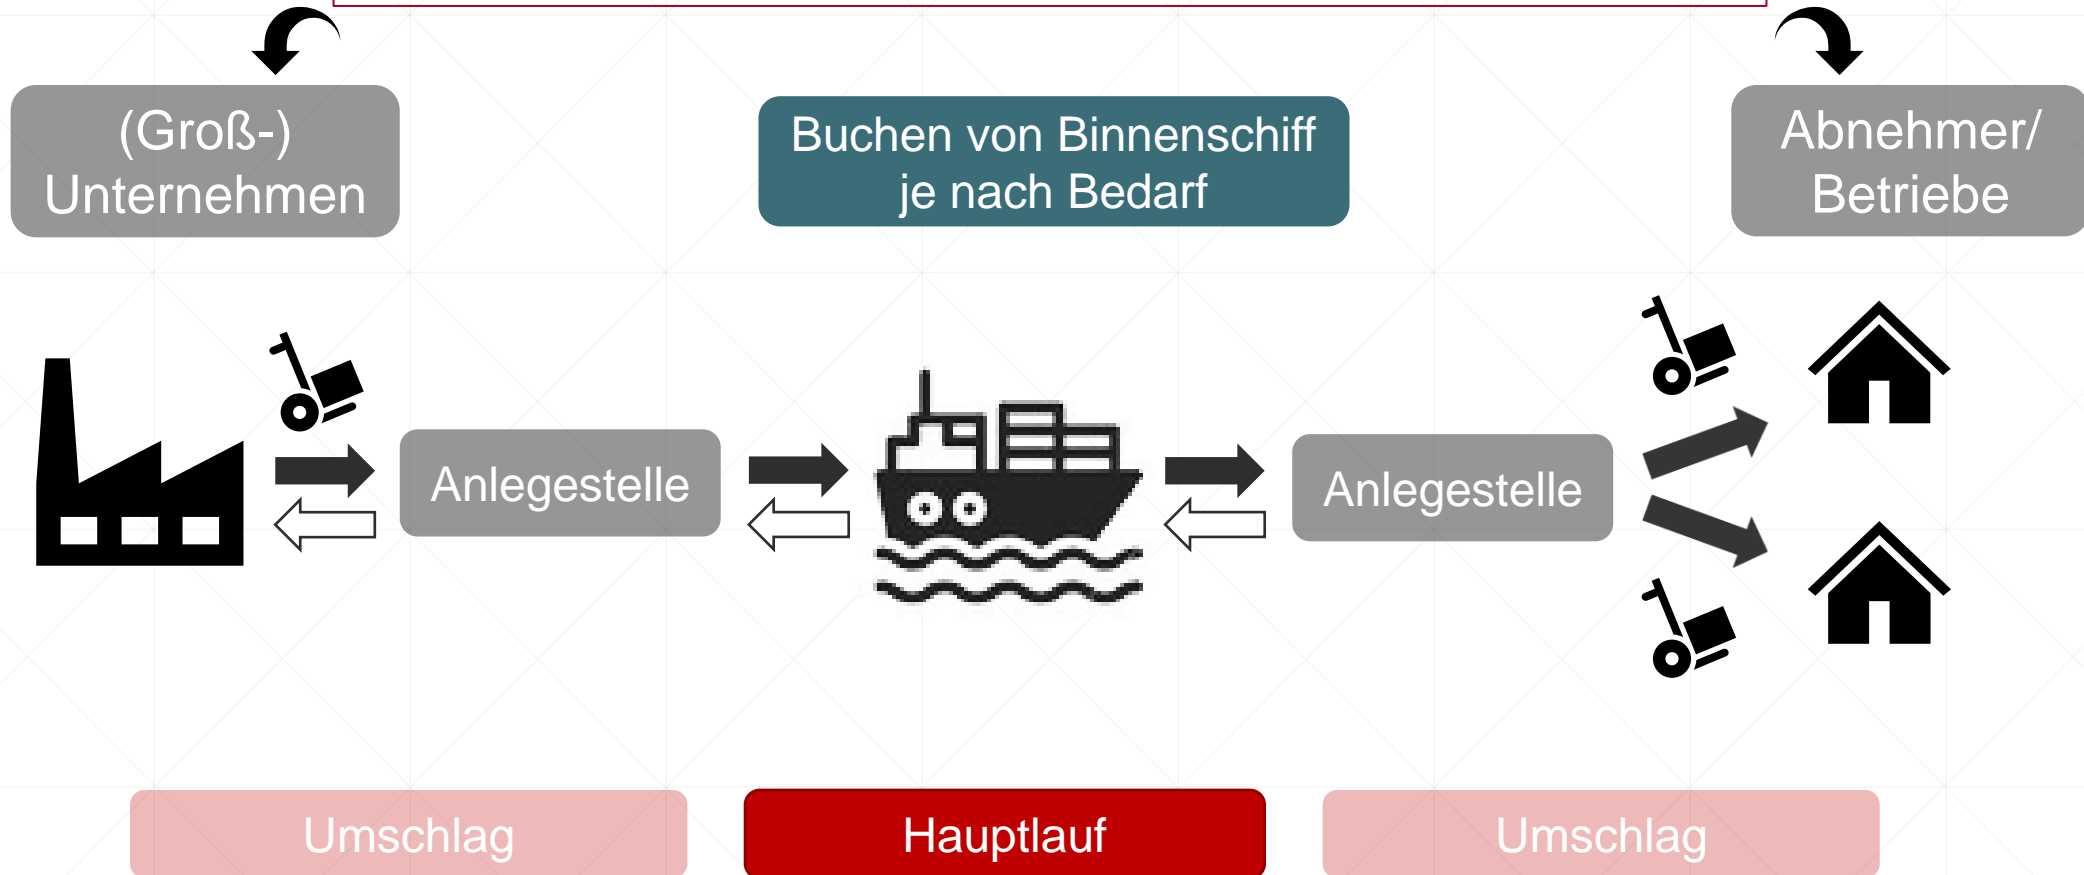 (Groß-)
Unternehmen
Buchen von Binnenschiff
je nach Bedarf
Abnehmer/
Betriebe
Anlegestelle
Anlegestelle
Umschlag
Hauptlauf
Umschlag